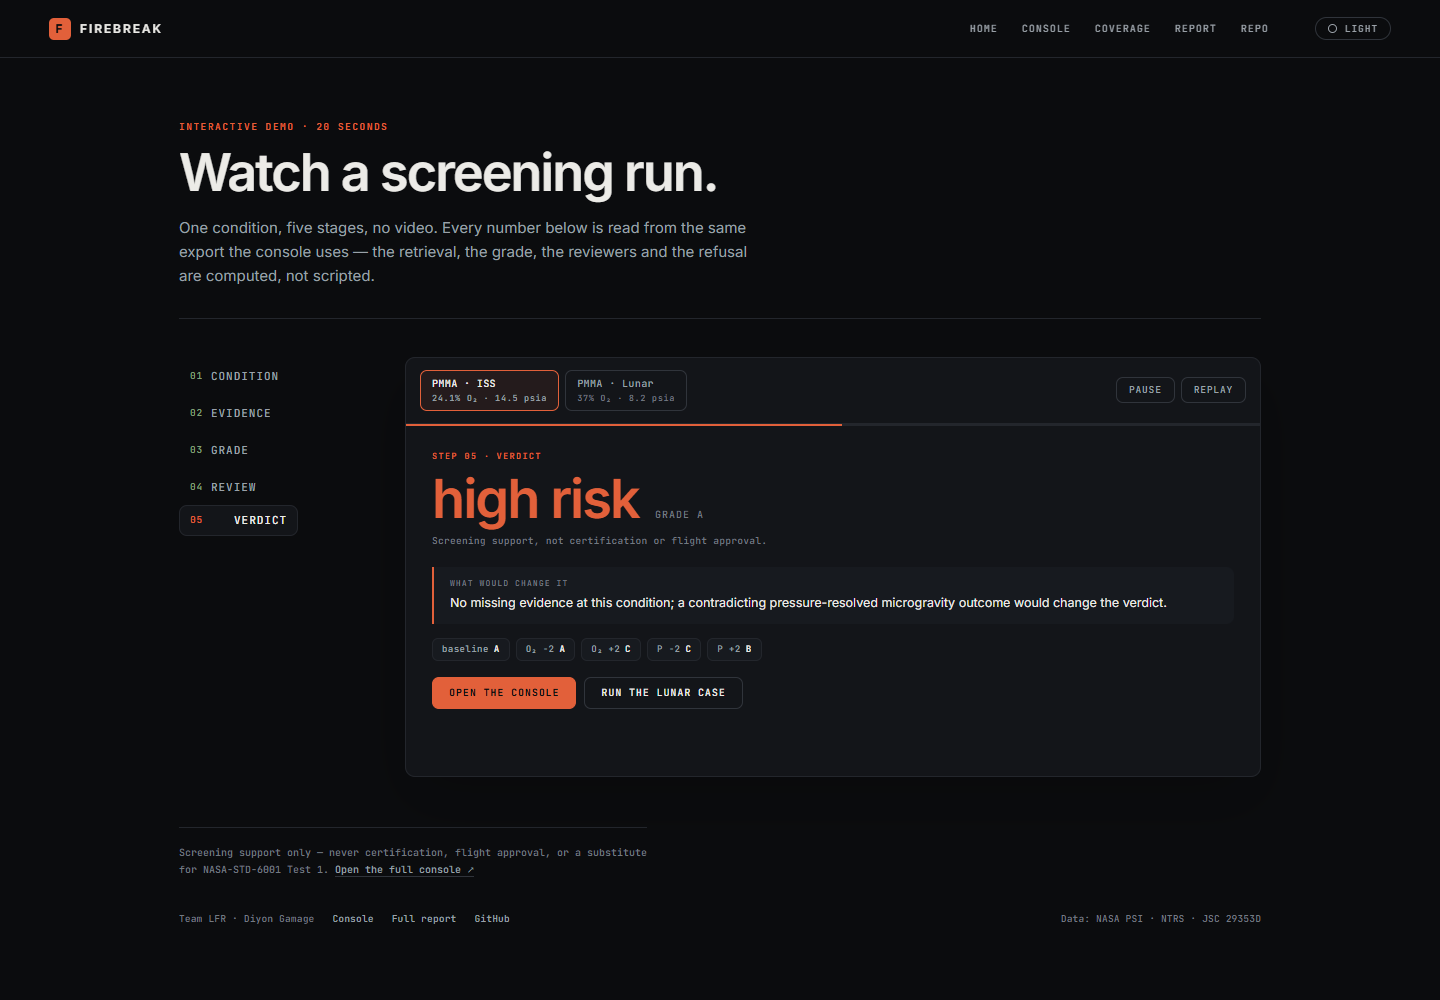 F FIREBREAK
HOME CONSOLE COVERAGE REPORT REPO LIGHT
INTERACTIVE DEMO · 20 SECONDS
Watch a screening run.
One condition, five stages, no video. Every number below is read from the same
export the console uses — the retrieval, the grade, the reviewers and the refusal
are computed, not scripted.
01 CONDITION
02 EVIDENCE
03 GRADE
04 REVIEW
05 VERDICT
PMMA · ISS
24.1% O₂ · 14.5 psia
PMMA · Lunar
37% O₂ · 8.2 psia
PAUSE REPLAY
STEP 05 · VERDICT
high risk GRADE A
Screening support, not certification or flight approval.
WHAT WOULD CHANGE IT
No missing evidence at this condition; a contradicting pressure-resolved microgravity outcome would change the verdict.
baseline A O₂ -2 A O₂ +2 C P -2 C P +2 B
OPEN THE CONSOLE RUN THE LUNAR CASE
Screening support only — never certification, flight approval, or a substitute
for NASA-STD-6001 Test 1. Open the full console ↗
Team LFR · Diyon Gamage Console Full report GitHub
Data: NASA PSI · NTRS · JSC 29353D